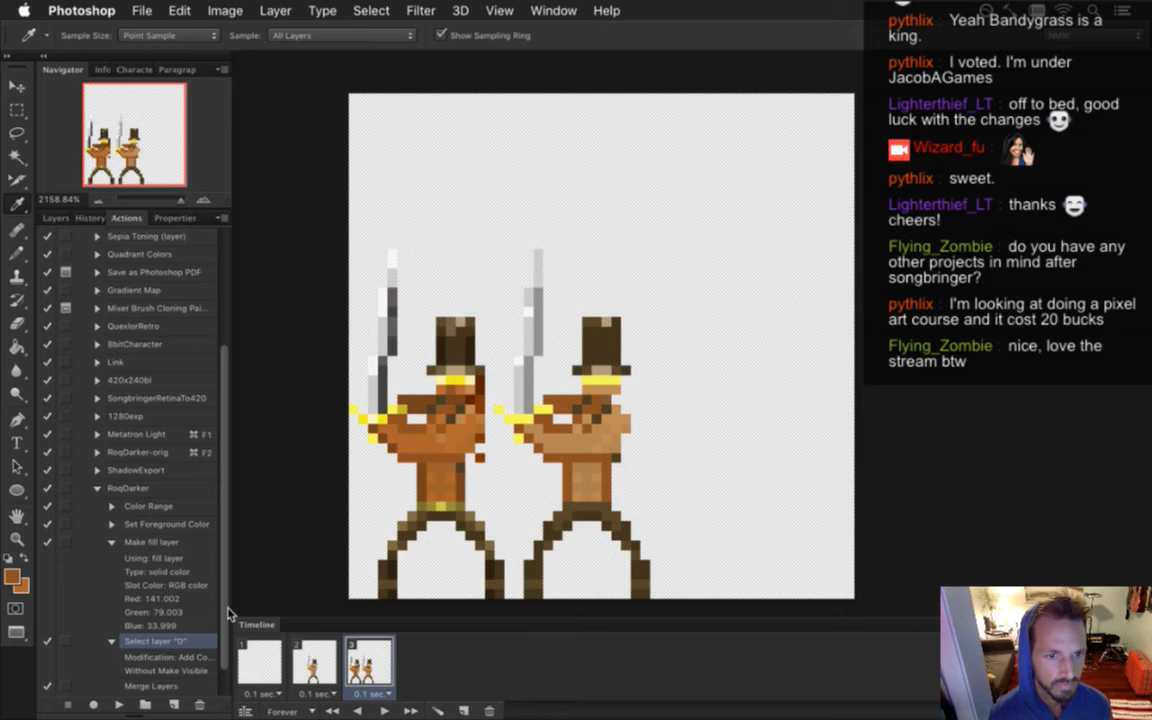 Photoshop File Edit Image Layer Type Select Filter 3D View Window Help
Sample Size: Point Sample Sample: All Layers Show Sampling Ring
Navigator Info Characte Paragrap
2158.84%
Layers History Actions Properties
Sepia Toning (layer)
Quadrant Colors
Save as Photoshop PDF
Gradient Map
Mixer Brush Cloning Pai...
QuexlorRetro
8bitCharacter
Link
420x240bl
SongbringerRetinaTo420
1280exp
Metatron Light ⌘ F1
RoqDarker-orig ⌘ F2
ShadowExport
RoqDarker
Color Range
Set Foreground Color
Make fill layer
Using: fill layer
Type: solid color
Slot Color: RGB color
Red: 141.002
Green: 79.003
Blue: 33.999
Select layer "0"
Modification: Add Co...
Without Make Visible
Merge Layers
Timeline
1 2 3
0.1 sec. 0.1 sec. 0.1 sec.
Forever
pythlix: Yeah Bandygrass is a
king.
pythlix: I voted. I'm under
JacobAGames
Lighterthief_LT: off to bed, good
luck with the changes
Wizard_fu:
pythlix: sweet.
Lighterthief_LT: thanks
cheers!
Flying_Zombie: do you have any
other projects in mind after
songbringer?
pythlix: I'm looking at doing a pixel
art course and it cost 20 bucks
Flying_Zombie: nice, love the
stream btw